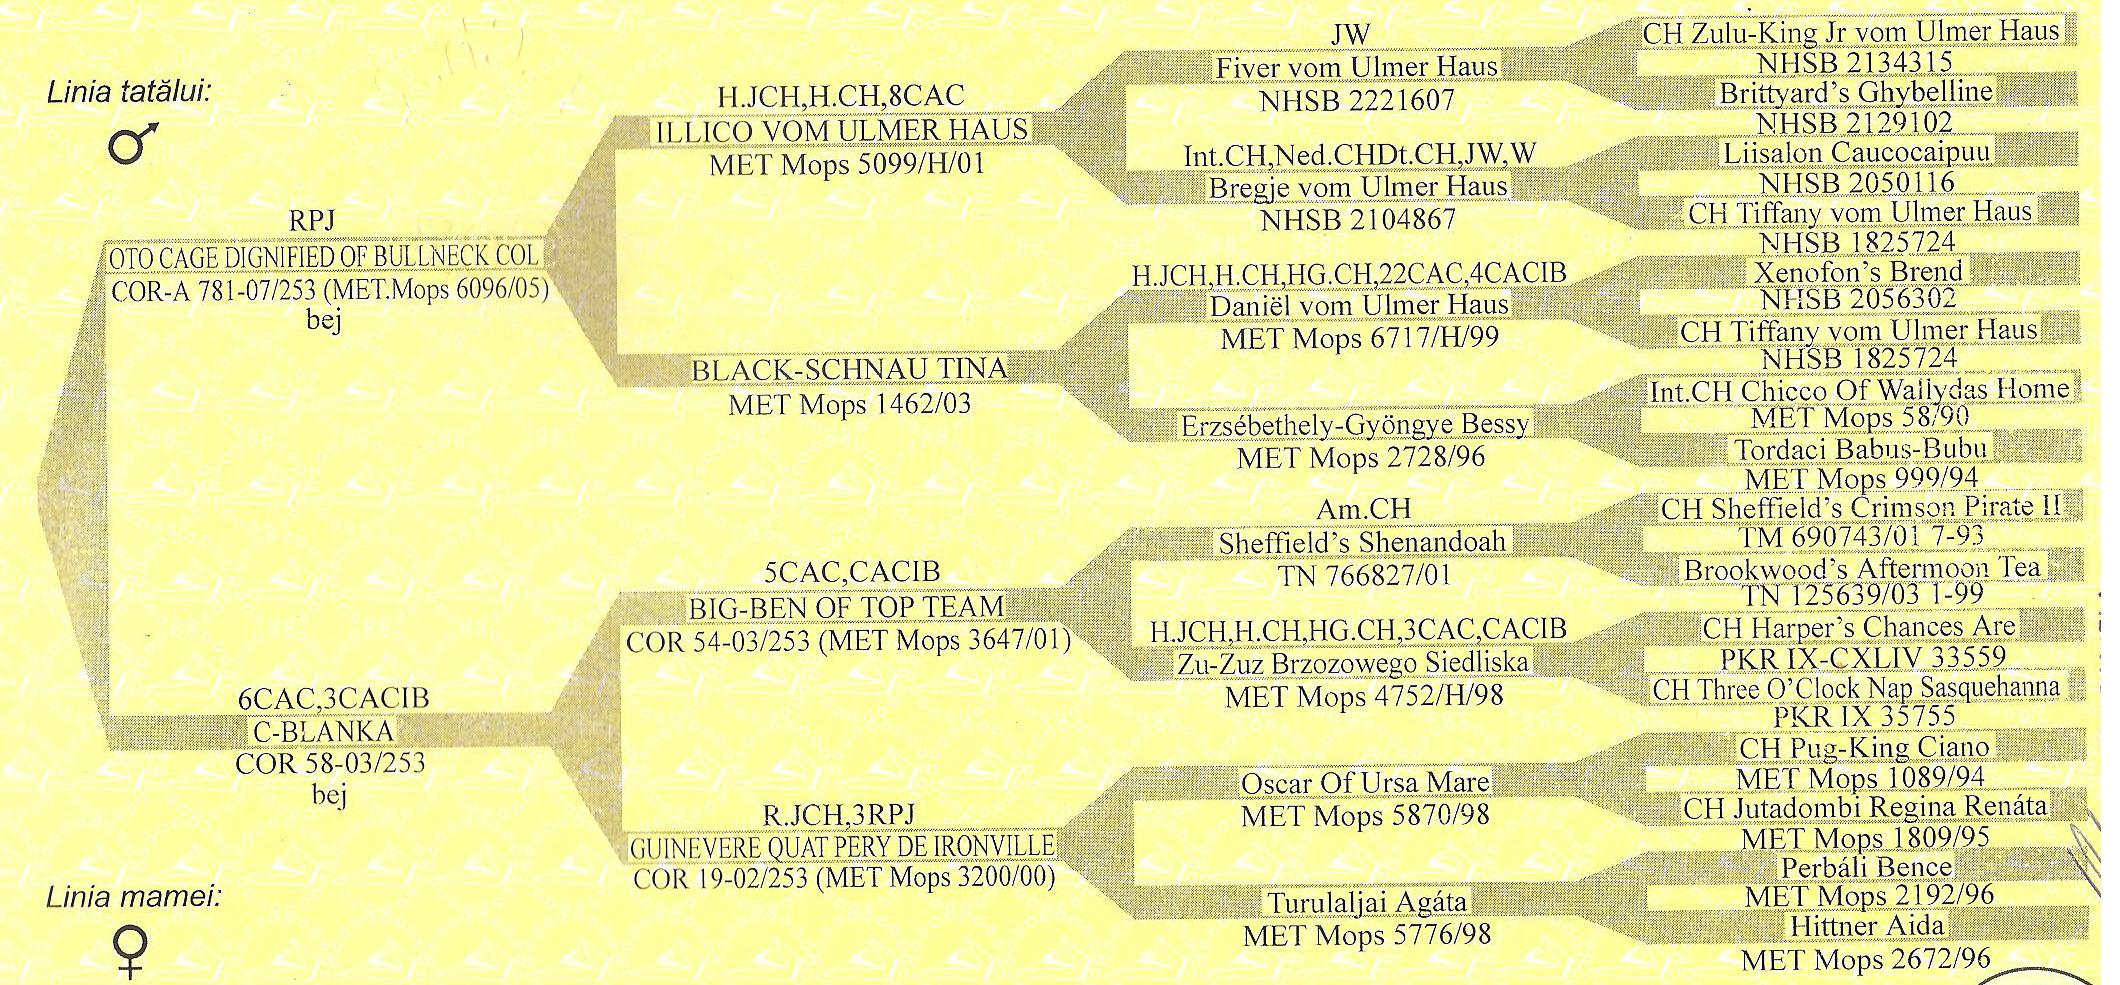 Linia tatălui:
RPJ
OTO CAGE DIGNIFIED OF BULLNECK COL
COR-A 781-07/253 (MET.Mops 6096/05)
bej
6CAC,3CACIB
C-BLANKA
COR 58-03/253
bej
Linia mamei:
H.JCH,H.CH,8CAC
ILLICO VOM ULMER HAUS
MET Mops 5099/H/01
BLACK-SCHNAU TINA
MET Mops 1462/03
5CAC,CACIB
BIG-BEN OF TOP TEAM
COR 54-03/253 (MET Mops 3647/01)
R.JCH,3RPJ
GUINEVERE QUAT PERY DE IRONVILLE
COR 19-02/253 (MET Mops 3200/00)
JW
Fiver vom Ulmer Haus
NHSB 2221607
Int.CH,Ned.CHDt.CH,JW,W
Bregje vom Ulmer Haus
NHSB 2104867
H.JCH,H.CH,HG.CH,22CAC,4CACIB
Daniël vom Ulmer Haus
MET Mops 6717/H/99
Erzsébethely-Gyöngye Bessy
MET Mops 2728/96
Am.CH
Sheffield's Shenandoah
TN 766827/01
H.JCH,H.CH,HG.CH,3CAC,CACIB
Zu-Zuz Brzozowego Siedliska
MET Mops 4752/H/98
Oscar Of Ursa Mare
MET Mops 5870/98
Turulaljai Agáta
MET Mops 5776/98
CH Zulu-King Jr vom Ulmer Haus
NHSB 2134315
Brittyard's Ghybelline
NHSB 2129102
Liisalon Caucocaipuu
NHSB 2050116
CH Tiffany vom Ulmer Haus
NHSB 1825724
Xenofon's Brend
NHSB 2056302
CH Tiffany vom Ulmer Haus
NHSB 1825724
Int.CH Chicco Of Wallydas Home
MET Mops 58/90
Tordaci Babus-Bubu
MET Mops 999/94
CH Sheffield's Crimson Pirate II
TM 690743/01 7-93
Brookwood's Aftermoon Tea
TN 125639/03 1-99
CH Harper's Chances Are
PKR IX-CXLIV 33559
CH Three O'Clock Nap Sasquehanna
PKR IX 35755
CH Pug-King Ciano
MET Mops 1089/94
CH Jutadombi Regina Renáta
MET Mops 1809/95
Perbáli Bence
MET Mops 2192/96
Hittner Aida
MET Mops 2672/96